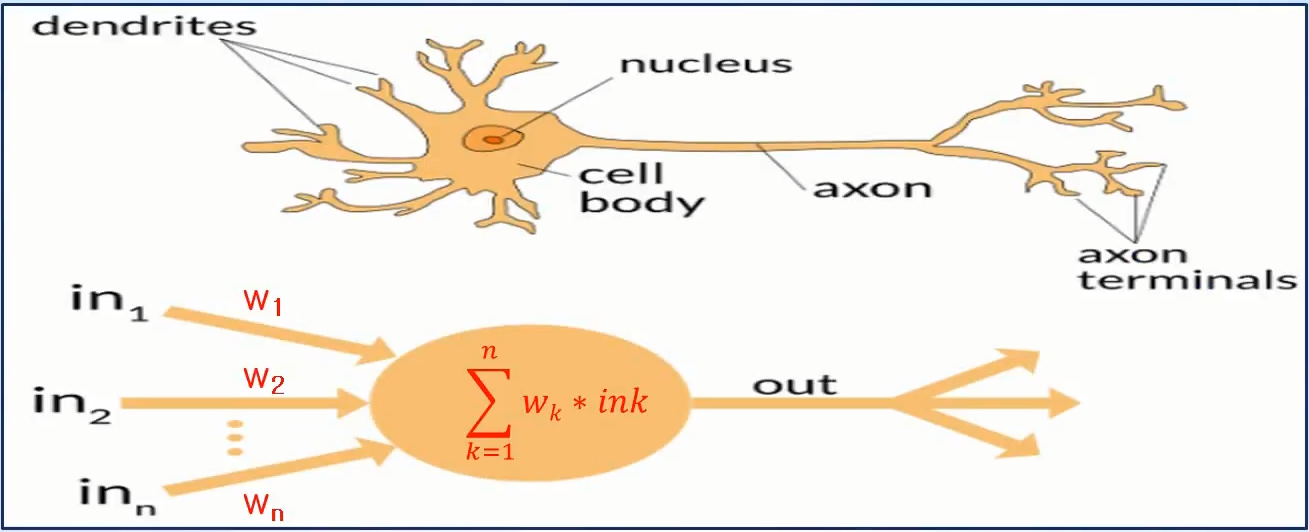 dendrites
nucleus
cell
body
axon
axon
terminals
in₁
w₁
in₂
w₂
inₙ
wₙ
n
∑ wₖ * ink
k=1
out